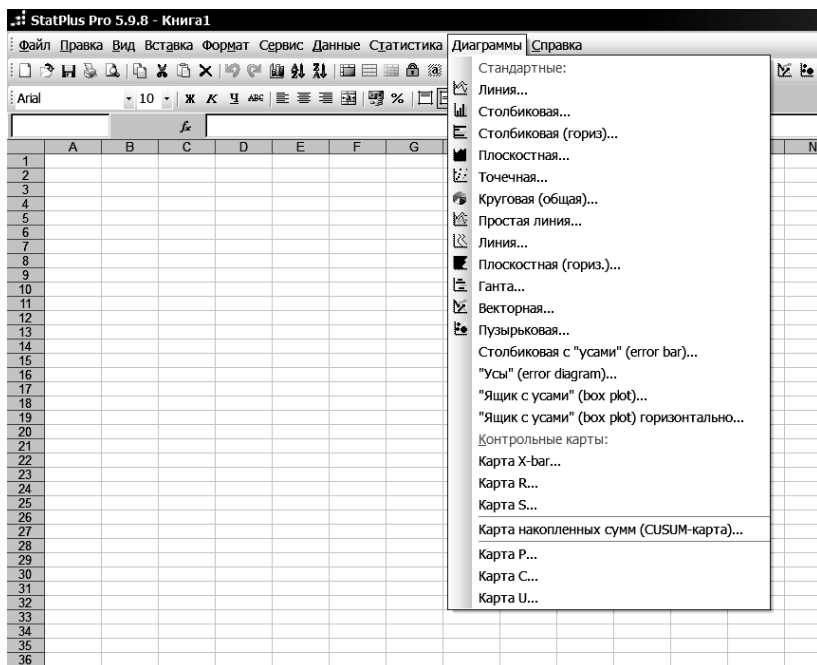 StatPlus Pro 5.9.8 - Книга1
Файл Правка Вид Вставка Формат Сервис Данные Статистика Диаграммы Справка
Arial 10 Ж К Ч ABC %
fx
A B C D E F G N
Стандартные:
Линия...
Столбиковая...
Столбиковая (гориз)...
Плоскостная...
Точечная...
Круговая (общая)...
Простая линия...
Линия...
Плоскостная (гориз.)...
Ганта...
Векторная...
Пузырьковая...
Столбиковая с "усами" (error bar)...
"Усы" (error diagram)...
"Ящик с усами" (box plot)...
"Ящик с усами" (box plot) горизонтально...
Контрольные карты:
Карта X-bar...
Карта R...
Карта S...
Карта накопленных сумм (CUSUM-карта)...
Карта P...
Карта C...
Карта U...
1
2
3
4
5
6
7
8
9
10
11
12
13
14
15
16
17
18
19
20
21
22
23
24
25
26
27
28
29
30
31
32
33
34
35
36